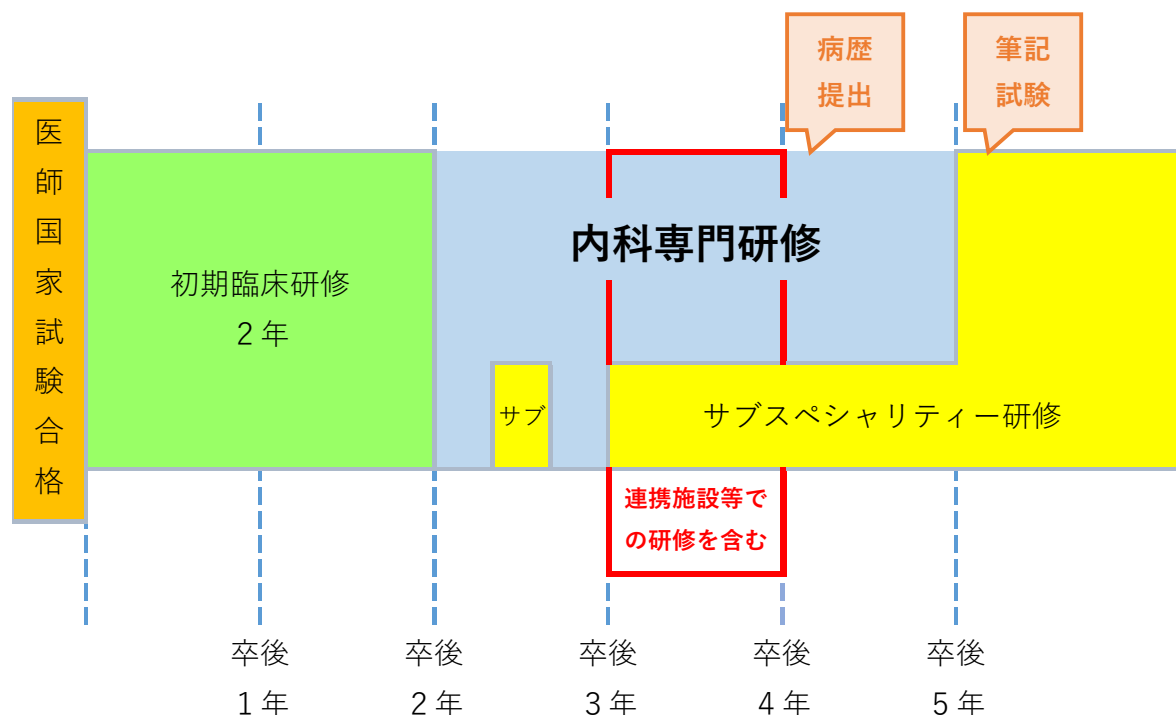 病歴
提出
筆記
試験
医師国家試験合格
内科専門研修
初期臨床研修
２年
サブ
サブスペシャリティー研修
連携施設等で
の研修を含む
卒後
１年
卒後
２年
卒後
３年
卒後
４年
卒後
５年